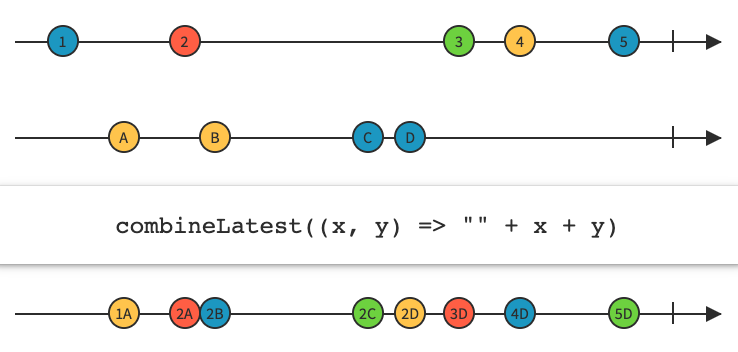 1 2 3 4 5
A B C D
combineLatest((x, y) => "" + x + y)
1A 2A 2B 2C 2D 3D 4D 5D